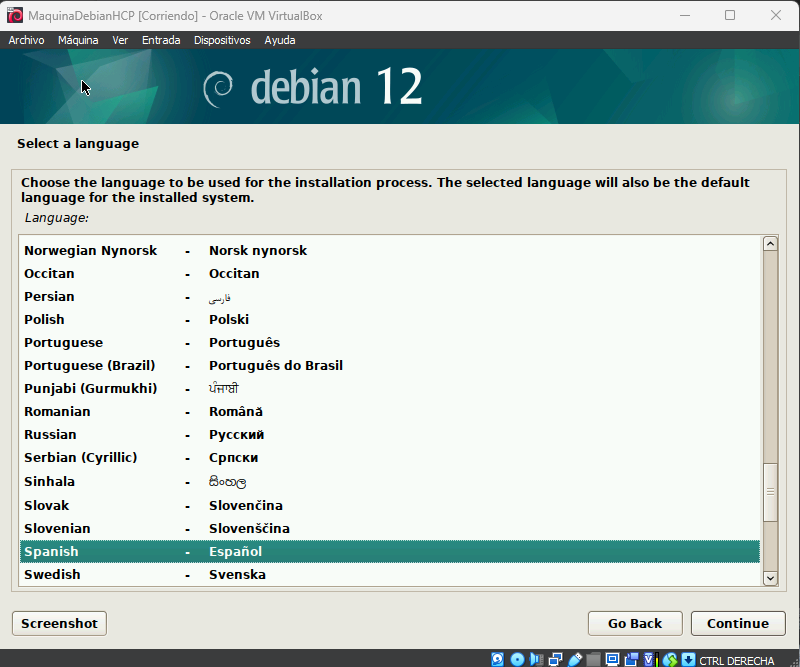 MaquinaDebianHCP [Corriendo] - Oracle VM VirtualBox
Archivo Máquina Ver Entrada Dispositivos Ayuda
debian 12
Select a language
Choose the language to be used for the installation process. The selected language will also be the default
language for the installed system.
Language:
Norwegian Nynorsk - Norsk nynorsk
Occitan - Occitan
Persian - فارسی
Polish - Polski
Portuguese - Português
Portuguese (Brazil) - Português do Brasil
Punjabi (Gurmukhi) - ਪੰਜਾਬੀ
Romanian - Română
Russian - Русский
Serbian (Cyrillic) - Српски
Sinhala - සිංහල
Slovak - Slovenčina
Slovenian - Slovenščina
Spanish - Español
Swedish - Svenska
Screenshot Go Back Continue
CTRL DERECHA